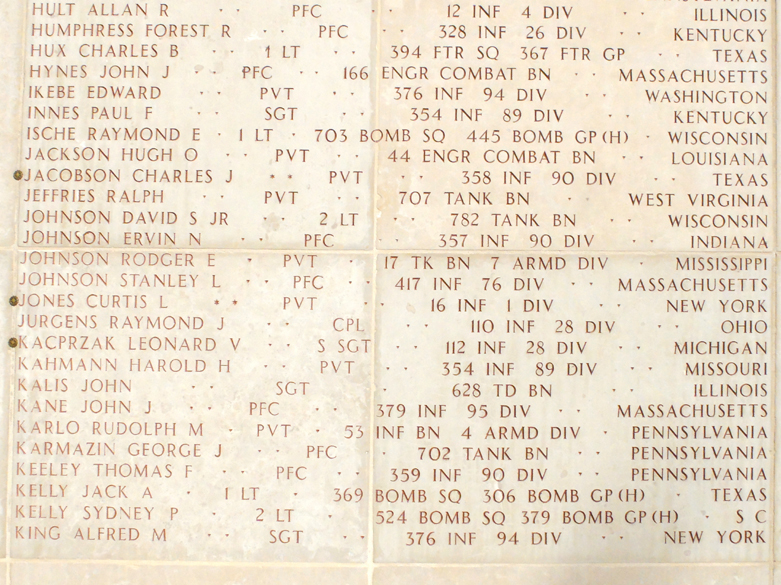 HULT ALLAN R · · PFC · · 12 INF 4 DIV · · ILLINOIS
HUMPHRESS FOREST R · · PFC · · 328 INF 26 DIV · · KENTUCKY
HUX CHARLES B · · 1 LT · · 394 FTR SQ 367 FTR GP · · TEXAS
HYNES JOHN J · · PFC · · 166 ENGR COMBAT BN · · MASSACHUSETTS
IKEBE EDWARD · · PVT · · 376 INF 94 DIV · · WASHINGTON
INNES PAUL F · · SGT · · 354 INF 89 DIV · · KENTUCKY
ISCHE RAYMOND E · 1 LT · 703 BOMB SQ 445 BOMB GP (H) · WISCONSIN
JACKSON HUGH O · · PVT · · 44 ENGR COMBAT BN · · LOUISIANA
JACOBSON CHARLES J * * PVT · · 358 INF 90 DIV · · TEXAS
JEFFRIES RALPH · · PVT · · 707 TANK BN · WEST VIRGINIA
JOHNSON DAVID S JR · · 2 LT · · 782 TANK BN · · WISCONSIN
JOHNSON ERVIN N · · PFC · · 357 INF 90 DIV · · INDIANA
JOHNSON RODGER E · PVT · · 17 TK BN 7 ARMD DIV · MISSISSIPPI
JOHNSON STANLEY L · · PFC · · 417 INF 76 DIV · · MASSACHUSETTS
JONES CURTIS L * * PVT · · 16 INF 1 DIV · · NEW YORK
JURGENS RAYMOND J · · CPL · · 110 INF 28 DIV · · OHIO
KACPRZAK LEONARD V · · S SGT · · 112 INF 28 DIV · · MICHIGAN
KAHMANN HAROLD H · · PVT · · 354 INF 89 DIV · · MISSOURI
KALIS JOHN · · SGT · · 628 TD BN · · ILLINOIS
KANE JOHN J · · PFC · · 379 INF 95 DIV · · MASSACHUSETTS
KARLO RUDOLPH M · PVT · 53 INF BN 4 ARMD DIV · PENNSYLVANIA
KARMAZIN GEORGE J · · PFC · · 702 TANK BN · · PENNSYLVANIA
KEELEY THOMAS F · · PFC · · 359 INF 90 DIV · · PENNSYLVANIA
KELLY JACK A · 1 LT · 369 BOMB SQ 306 BOMB GP (H) · TEXAS
KELLY SYDNEY P · 2 LT · · 524 BOMB SQ 379 BOMB GP (H) · S C
KING ALFRED M · · SGT · · 376 INF 94 DIV · · NEW YORK